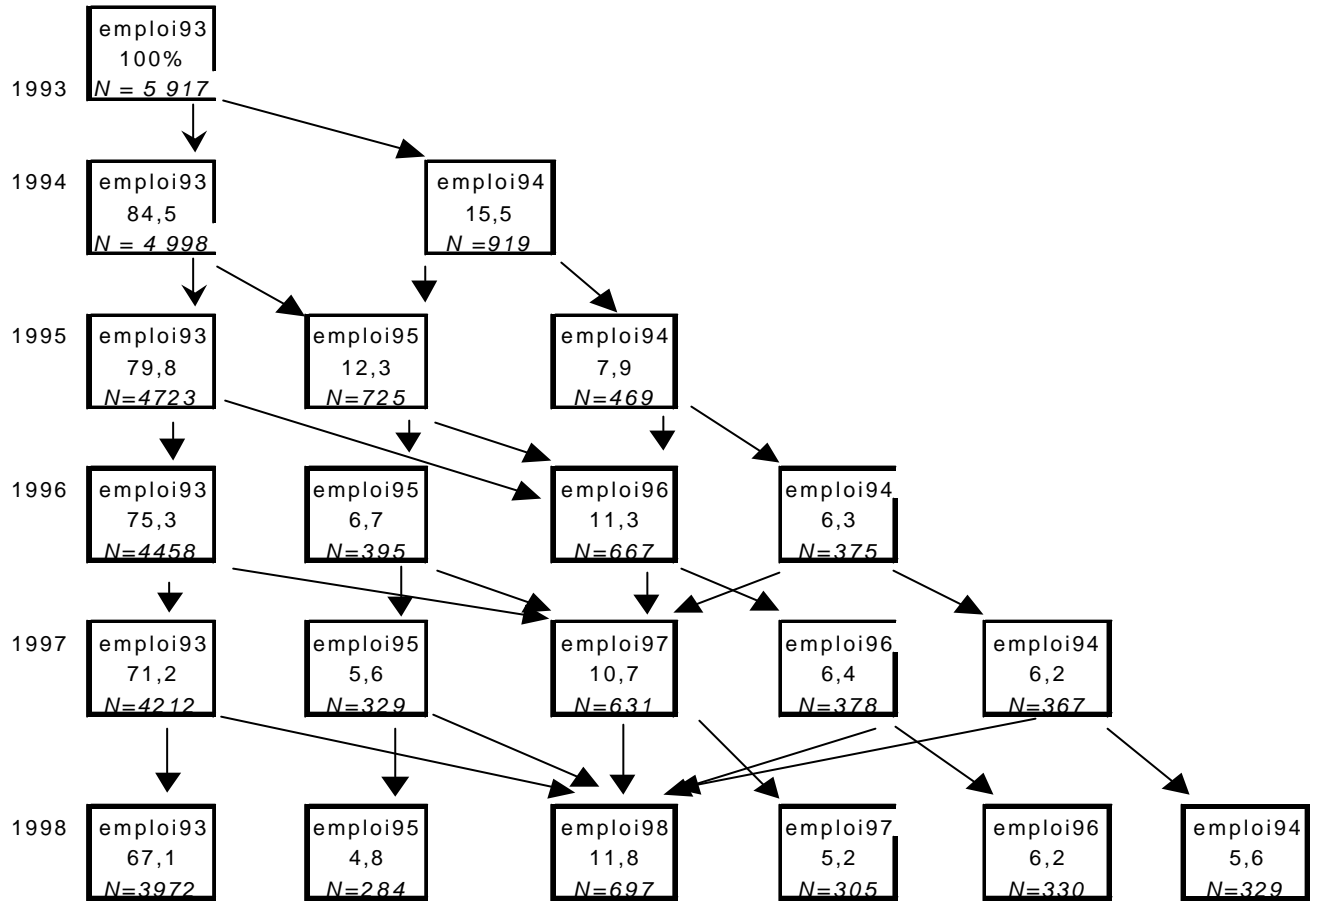 emploi93
100%
1993
N = 5 917
1994
emploi93
84,5
N = 4 998
emploi94
15,5
N =919
1995
emploi93
79,8
N=4723
emploi95
12,3
N=725
emploi94
7,9
N=469
1996
emploi93
75,3
N=4458
emploi95
6,7
N=395
emploi96
11,3
N=667
emploi94
6,3
N=375
1997
emploi93
71,2
N=4212
emploi95
5,6
N=329
emploi97
10,7
N=631
emploi96
6,4
N=378
emploi94
6,2
N=367
1998
emploi93
67,1
N=3972
emploi95
4,8
N=284
emploi98
11,8
N=697
emploi97
5,2
N=305
emploi96
6,2
N=330
emploi94
5,6
N=329